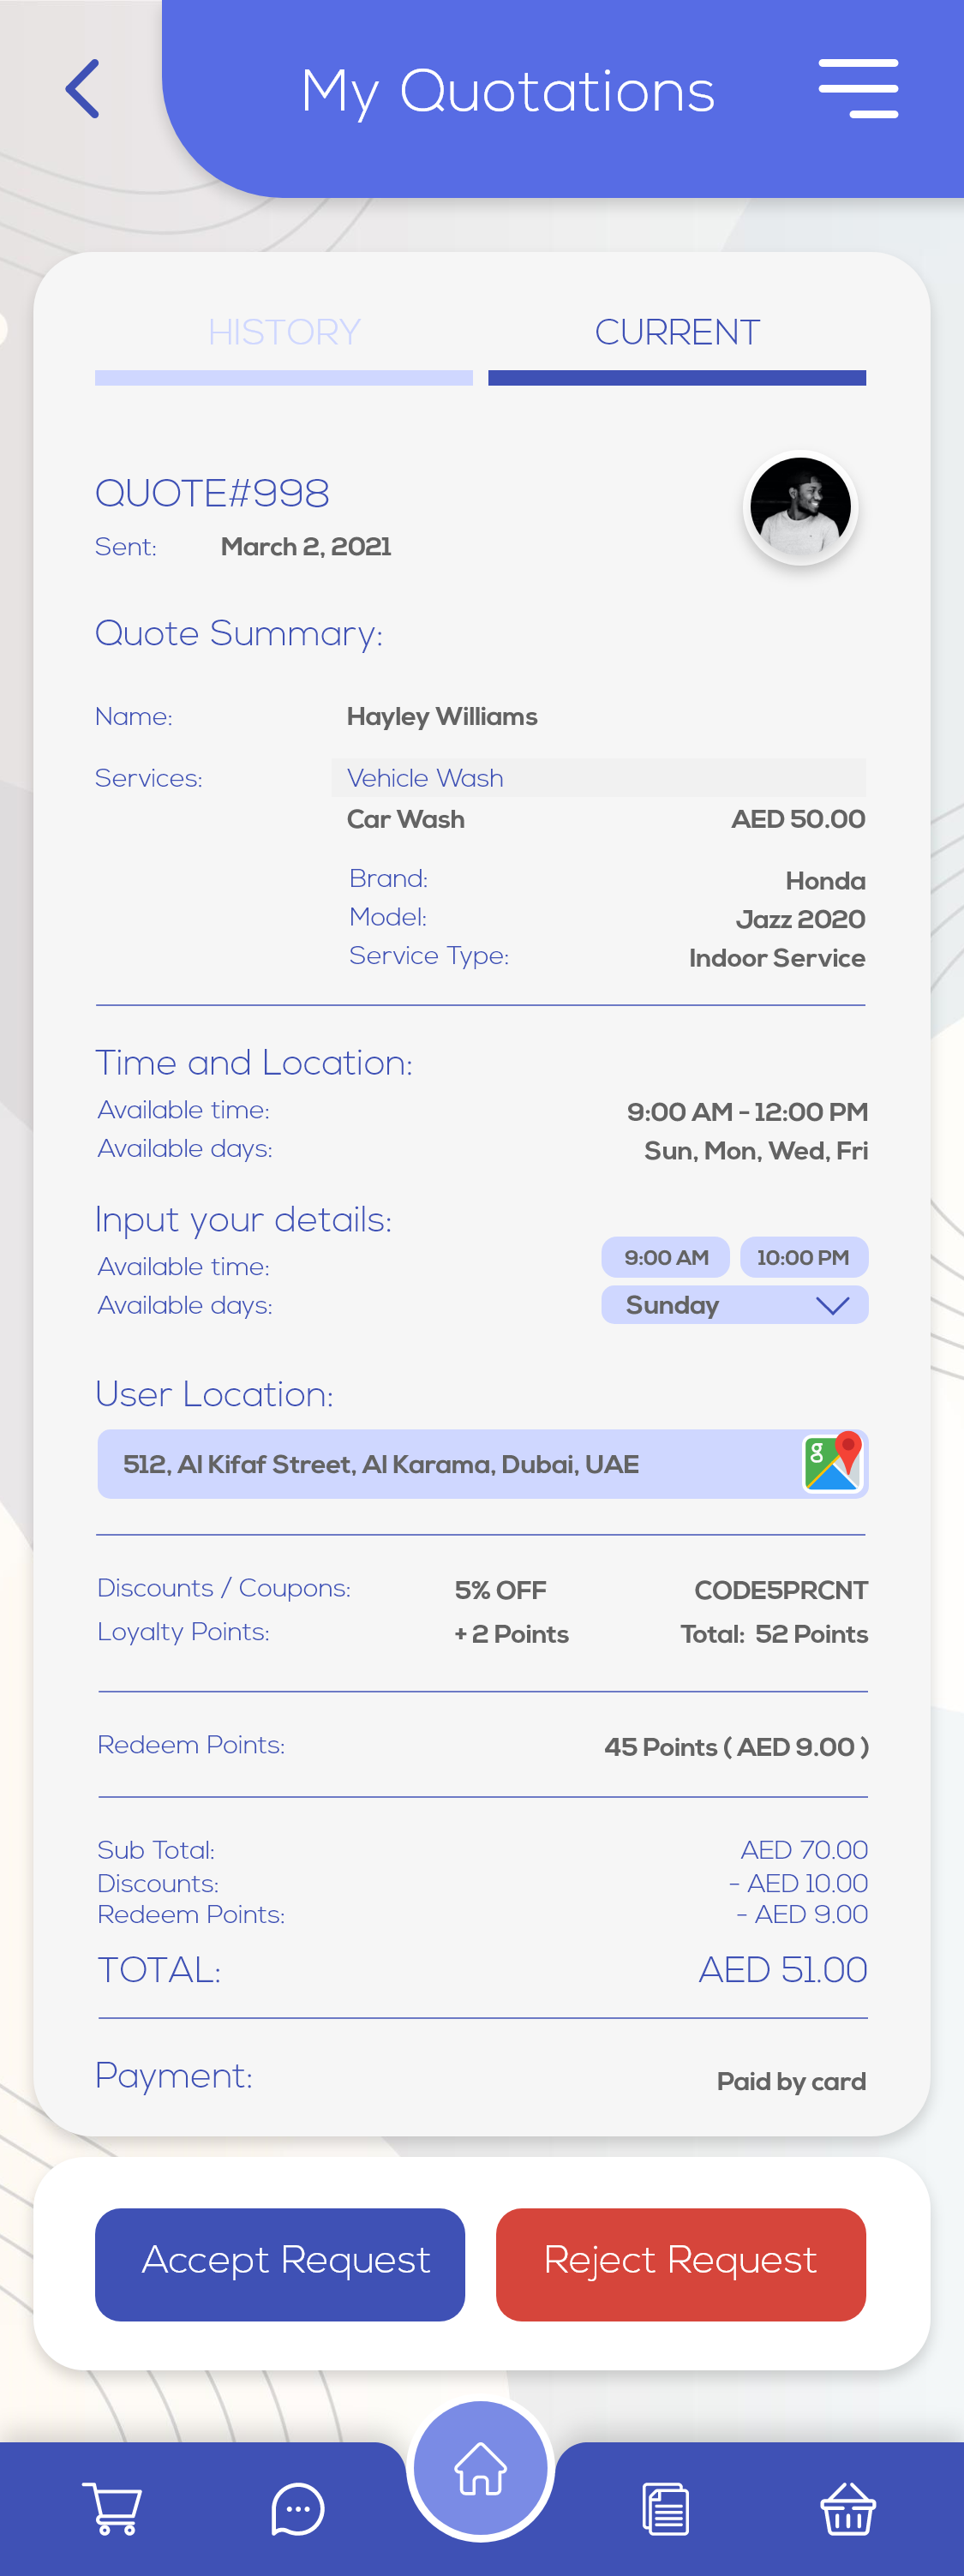 My Quotations
HISTORY CURRENT
QUOTE#998
Sent: March 2, 2021
Quote Summary:
Name: Hayley Williams
Services: Vehicle Wash
Car Wash AED 50.00
Brand: Honda
Model: Jazz 2020
Service Type: Indoor Service
Time and Location:
Available time: 9:00 AM - 12:00 PM
Available days: Sun, Mon, Wed, Fri
Input your details:
Available time: 9:00 AM 10:00 PM
Available days: Sunday
User Location:
512, Al Kifaf Street, Al Karama, Dubai, UAE
g
Discounts / Coupons: 5% OFF CODE5PRCNT
Loyalty Points: + 2 Points Total: 52 Points
Redeem Points: 45 Points ( AED 9.00 )
Sub Total: AED 70.00
Discounts: - AED 10.00
Redeem Points: - AED 9.00
TOTAL: AED 51.00
Payment: Paid by card
Accept Request Reject Request